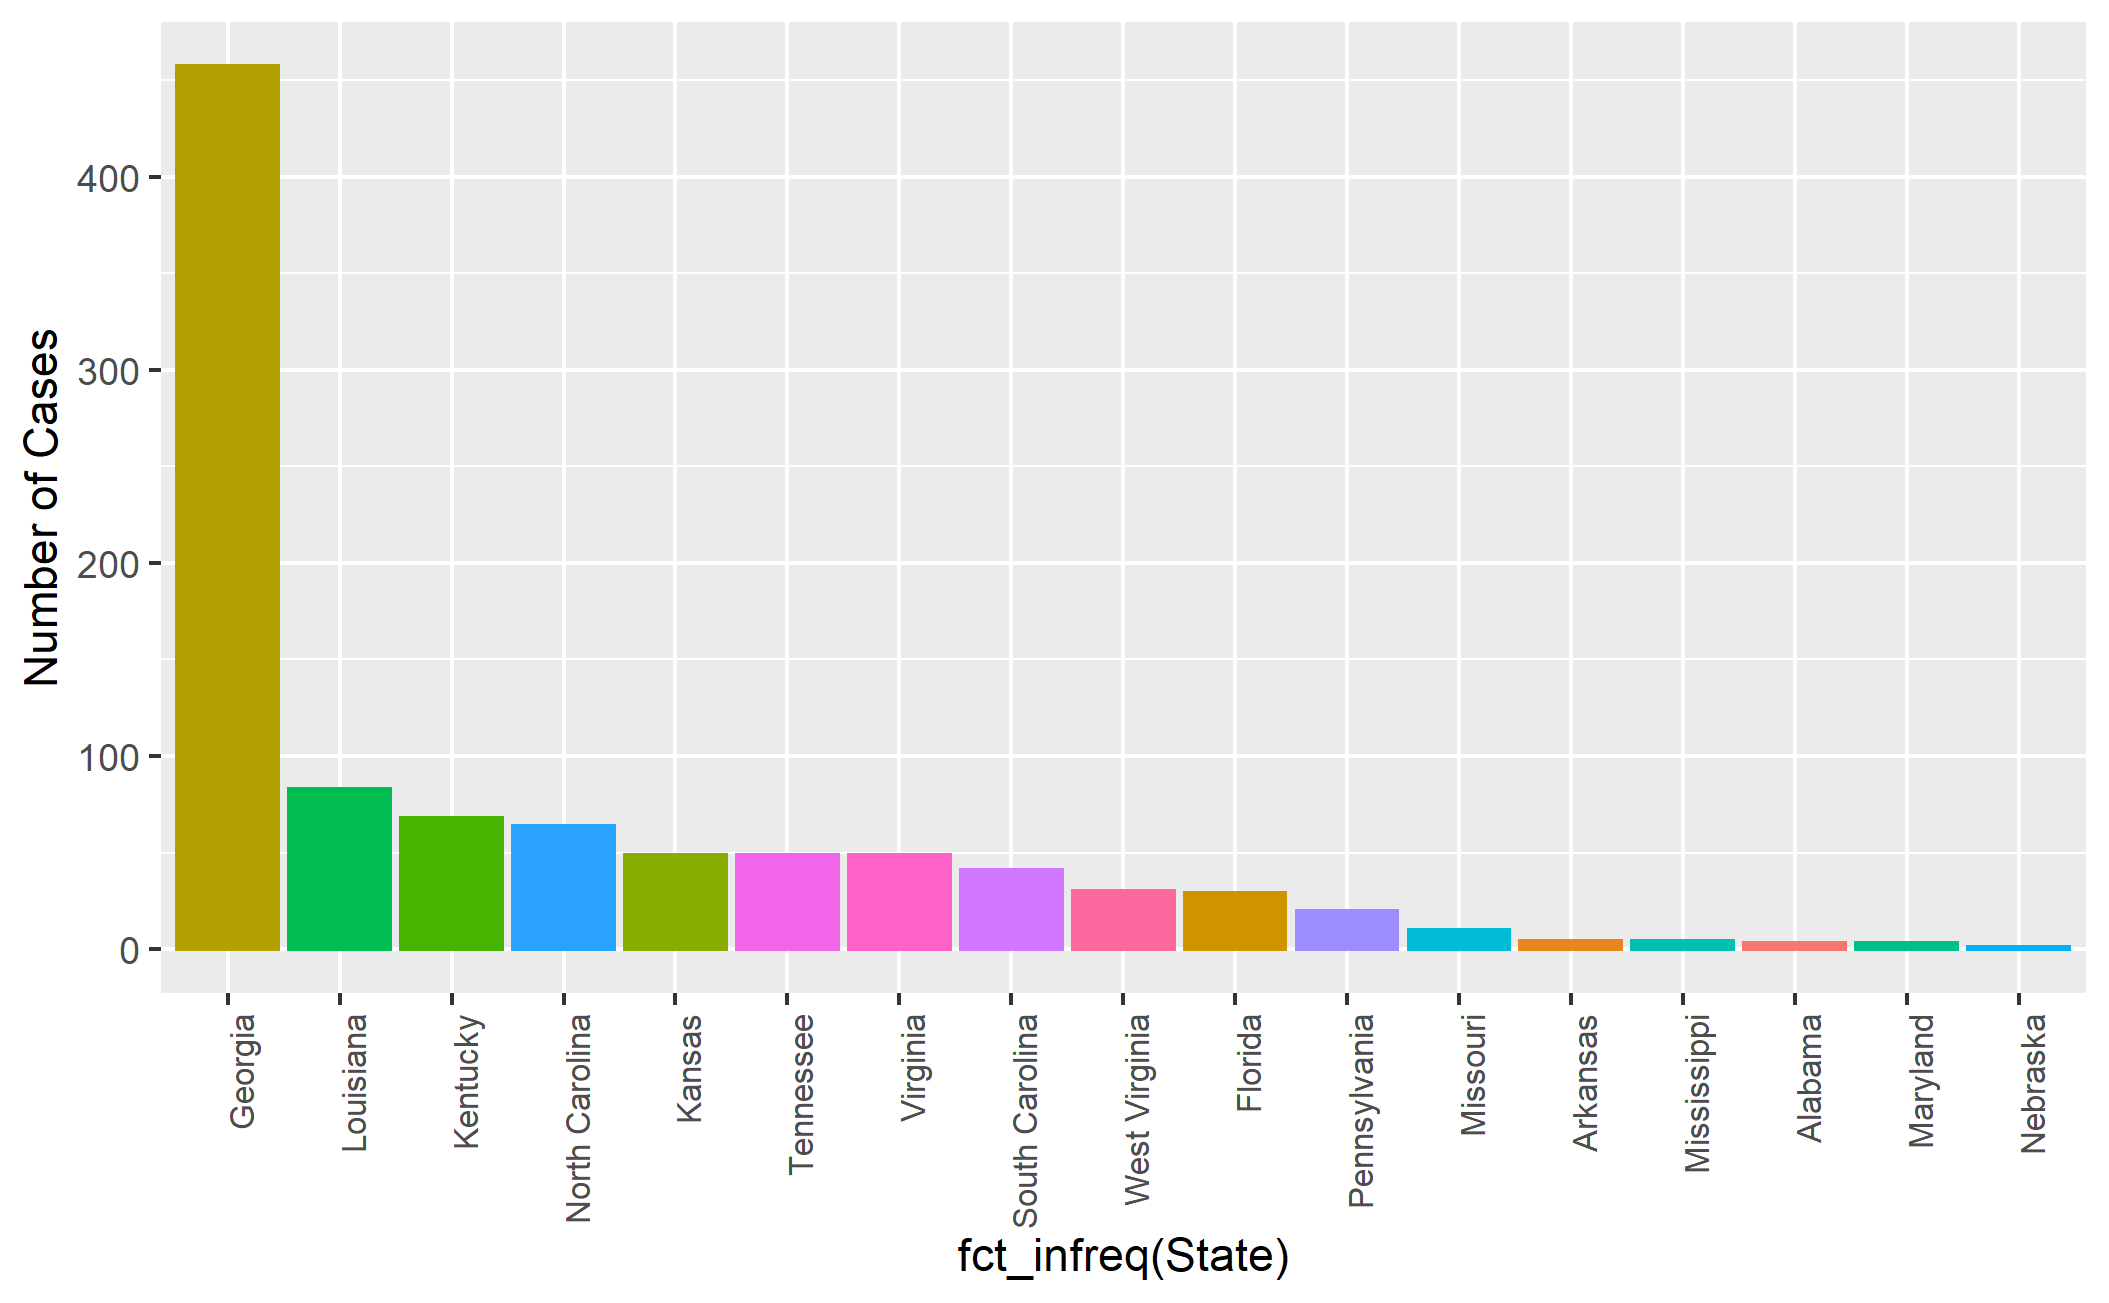 Number of Cases
400
300
200
100
0
Georgia
Louisiana
Kentucky
North Carolina
Kansas
Tennessee
Virginia
South Carolina
West Virginia
Florida
Pennsylvania
Missouri
Arkansas
Mississippi
Alabama
Maryland
Nebraska
fct_infreq(State)